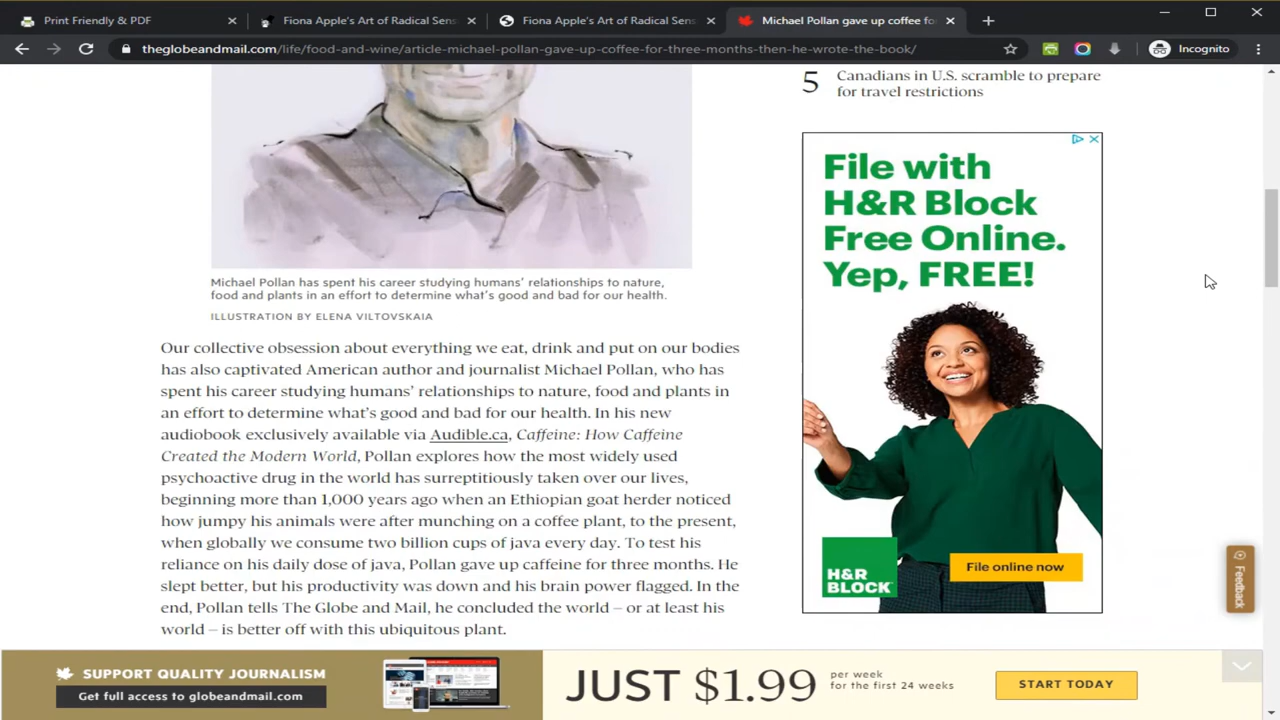 Print Friendly & PDF
Fiona Apple's Art of Radical Sens
Fiona Apple's Art of Radical Sens
Michael Pollan gave up coffee fo
theglobeandmail.com/life/food-and-wine/article-michael-pollan-gave-up-coffee-for-three-months-then-he-wrote-the-book/
Incognito
5
Canadians in U.S. scramble to prepare
for travel restrictions
File with
H&R Block
Free Online.
Yep, FREE!
H&R
BLOCK
File online now
Michael Pollan has spent his career studying humans' relationships to nature,
food and plants in an effort to determine what's good and bad for our health.
ILLUSTRATION BY ELENA VILTOVSKAIA
Our collective obsession about everything we eat, drink and put on our bodies
has also captivated American author and journalist Michael Pollan, who has
spent his career studying humans' relationships to nature, food and plants in
an effort to determine what's good and bad for our health. In his new
audiobook exclusively available via Audible.ca, Caffeine: How Caffeine
Created the Modern World, Pollan explores how the most widely used
psychoactive drug in the world has surreptitiously taken over our lives,
beginning more than 1,000 years ago when an Ethiopian goat herder noticed
how jumpy his animals were after munching on a coffee plant, to the present,
when globally we consume two billion cups of java every day. To test his
reliance on his daily dose of java, Pollan gave up caffeine for three months. He
slept better, but his productivity was down and his brain power flagged. In the
end, Pollan tells The Globe and Mail, he concluded the world – or at least his
world – is better off with this ubiquitous plant.
Feedback
SUPPORT QUALITY JOURNALISM
Get full access to globeandmail.com
JUST $1.99
per week
for the first 24 weeks
START TODAY